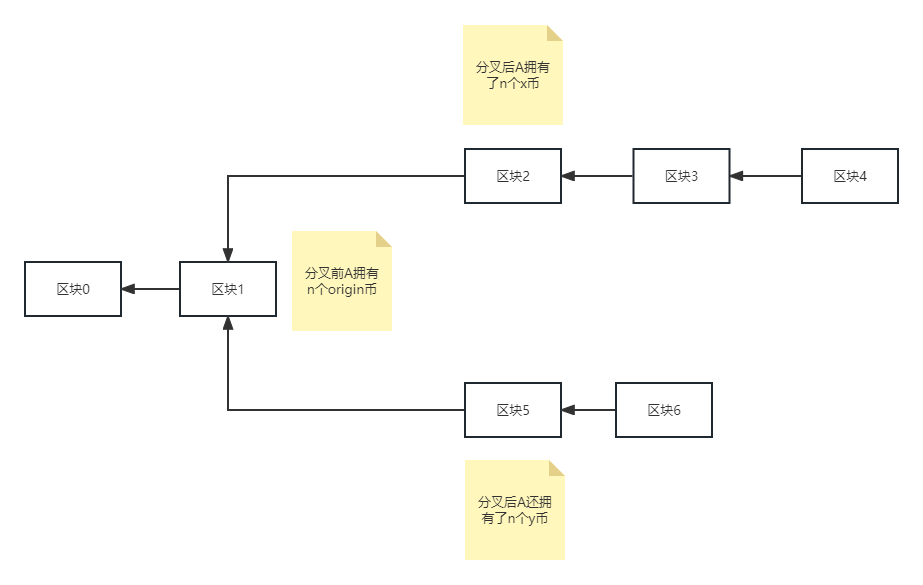 分叉后A拥有
了n个x币
区块2
区块3
区块4
分叉前A拥有
n个origin币
区块0
区块1
区块5
区块6
分叉后A还拥
有了n个y币